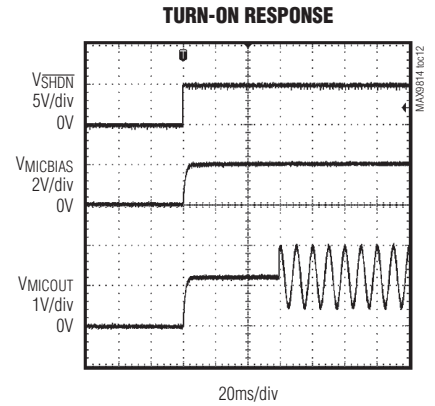 TURN-ON RESPONSE
MAX9814 toc12
VSHDN
5V/div
0V
VMICBIAS
2V/div
0V
VMICOUT
1V/div
0V
20ms/div